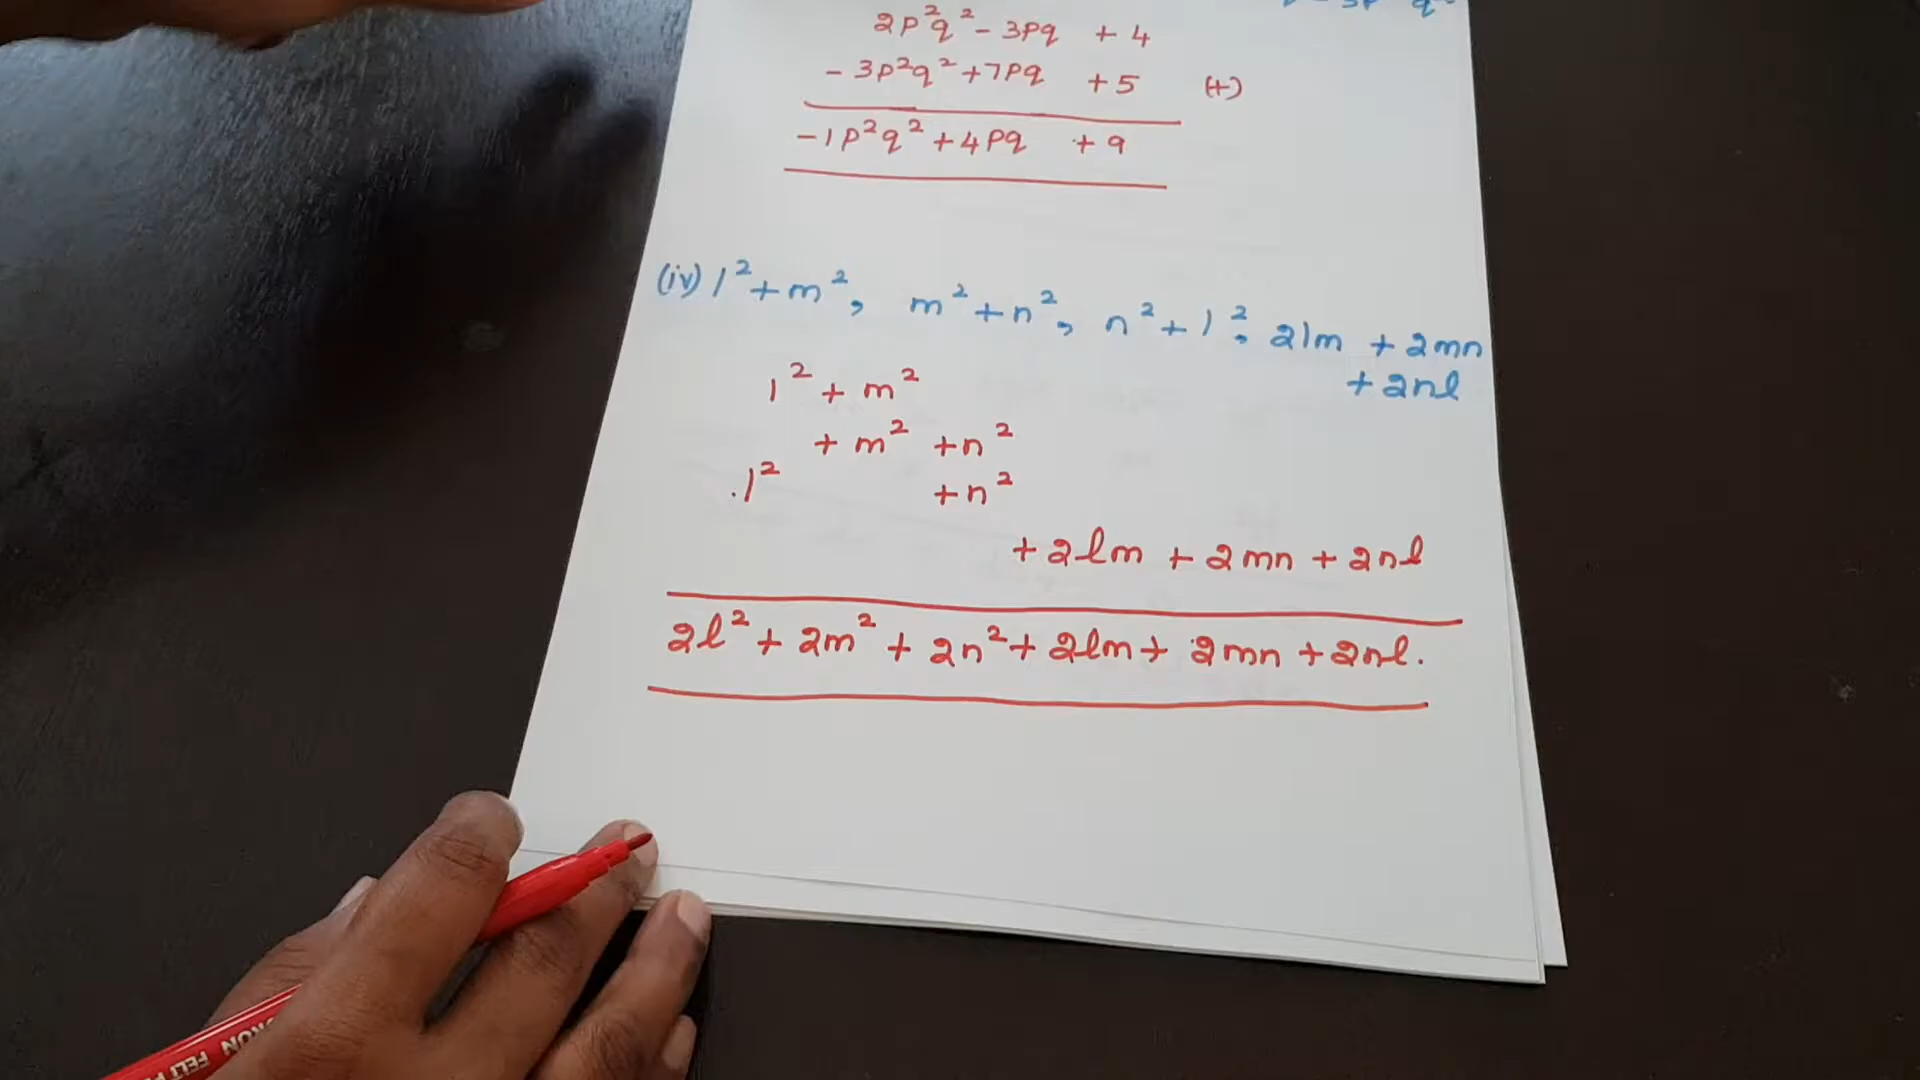 2p²q² - 3pq + 4
- 3p²q² + 7pq + 5 (+)
- 1p²q² + 4pq + 9
(iv) l² + m², m² + n², n² + l², 2lm + 2mn
+ 2nl
l² + m²
+ m² + n²
l² + n²
+ 2lm + 2mn + 2nl
2l² + 2m² + 2n² + 2lm + 2mn + 2nl.
FELT